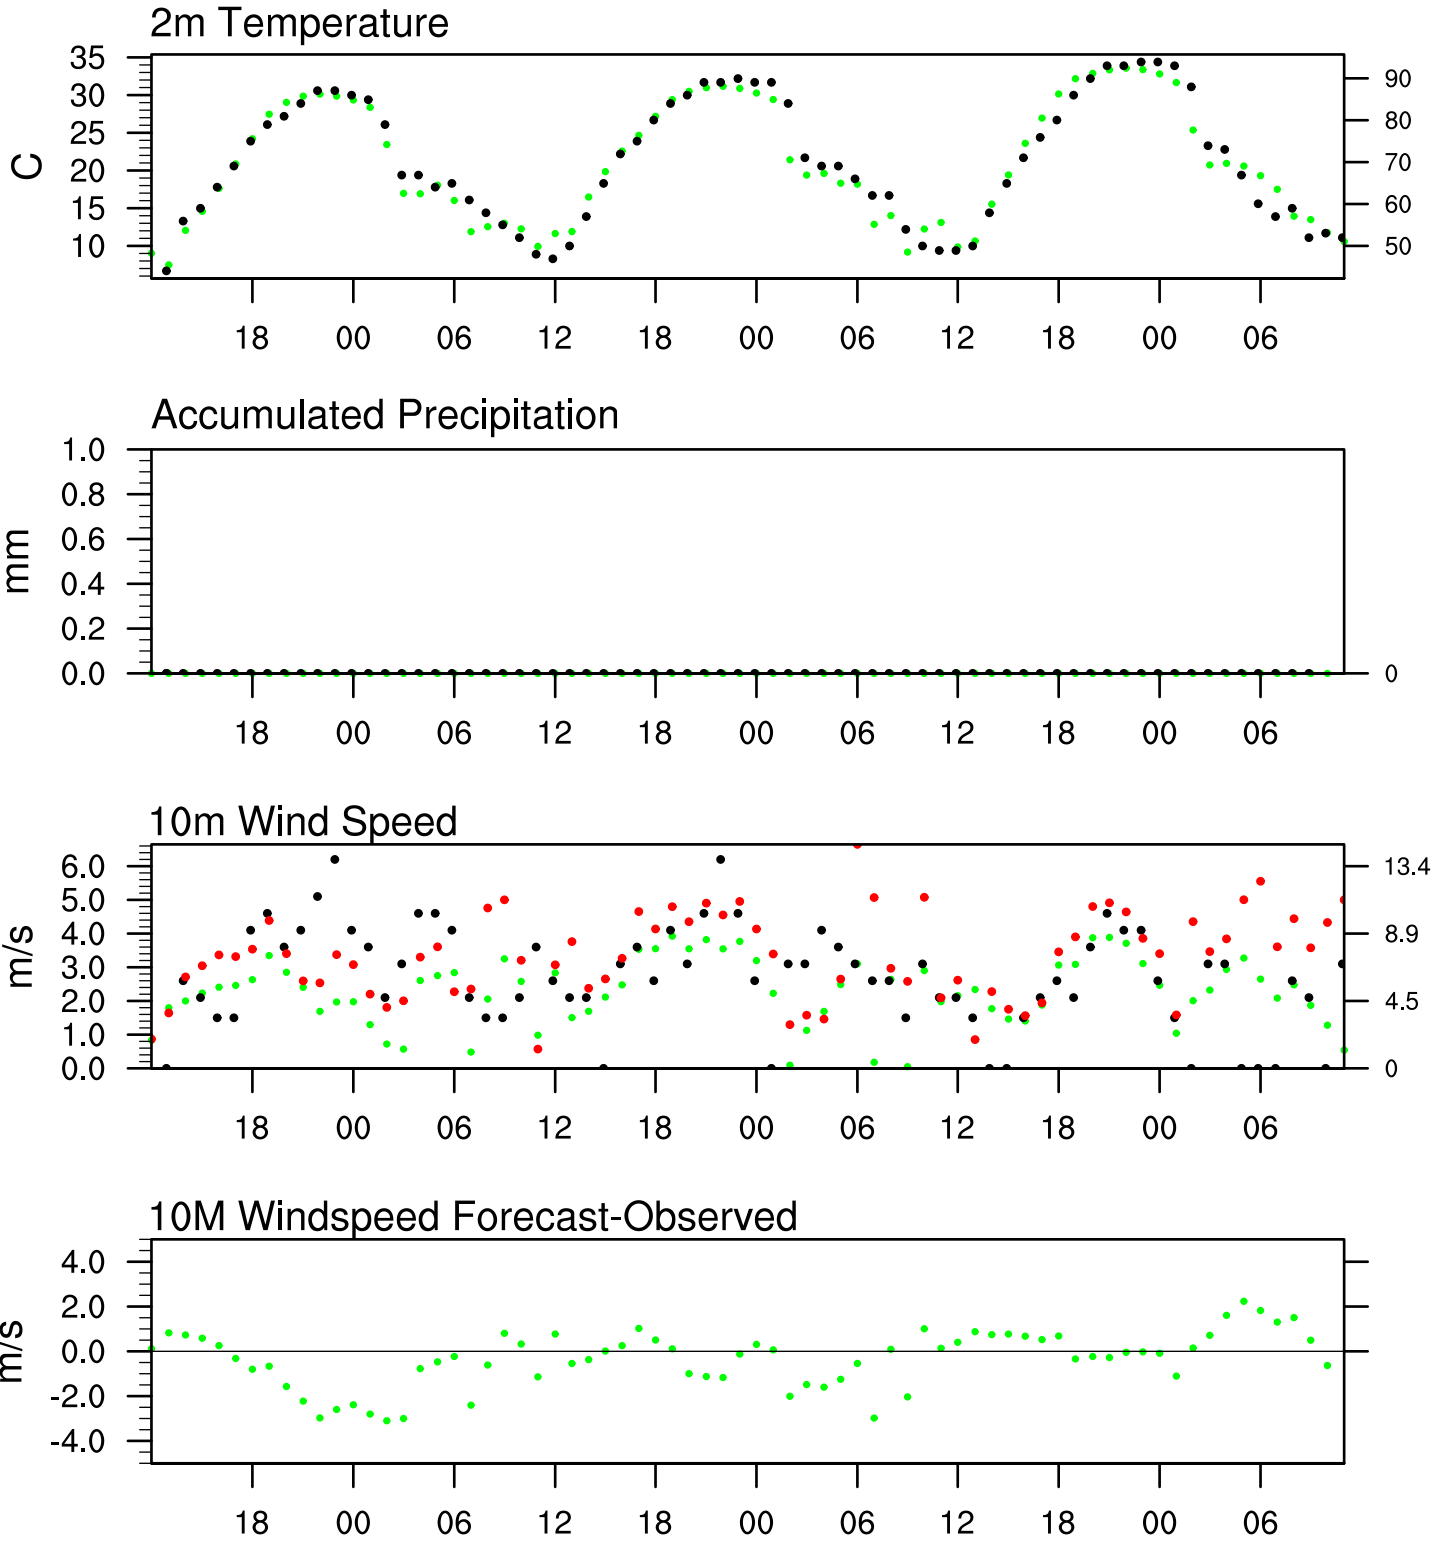 2m Temperature
35
30
25
20
15
10
C
90
80
70
60
50
18 00 06 12 18 00 06 12 18 00 06
Accumulated Precipitation
1.0
0.8
0.6
0.4
0.2
0.0
mm
0
18 00 06 12 18 00 06 12 18 00 06
10m Wind Speed
6.0
5.0
4.0
3.0
2.0
1.0
0.0
m/s
13.4
8.9
4.5
0
18 00 06 12 18 00 06 12 18 00 06
10M Windspeed Forecast-Observed
4.0
2.0
0.0
-2.0
-4.0
m/s
18 00 06 12 18 00 06 12 18 00 06